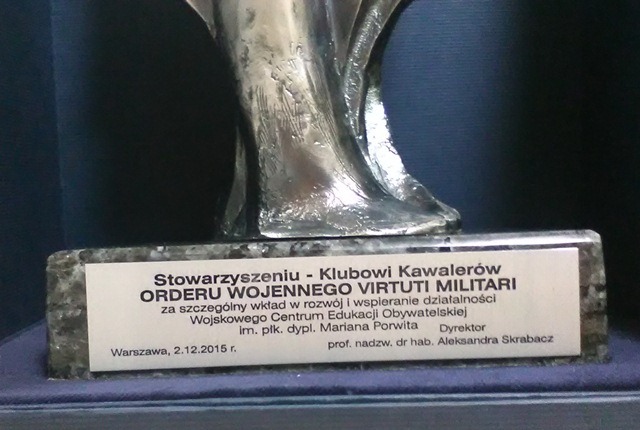 Stowarzyszeniu - Klubowi Kawalerów
ORDERU WOJENNEGO VIRTUTI MILITARI
za szczególny wkład w rozwój i wspieranie działalności
Wojskowego Centrum Edukacji Obywatelskiej
im. płk. dypl. Mariana Porwita
Dyrektor
Warszawa, 2.12.2015 r.
prof. nadzw. dr hab. Aleksandra Skrabacz